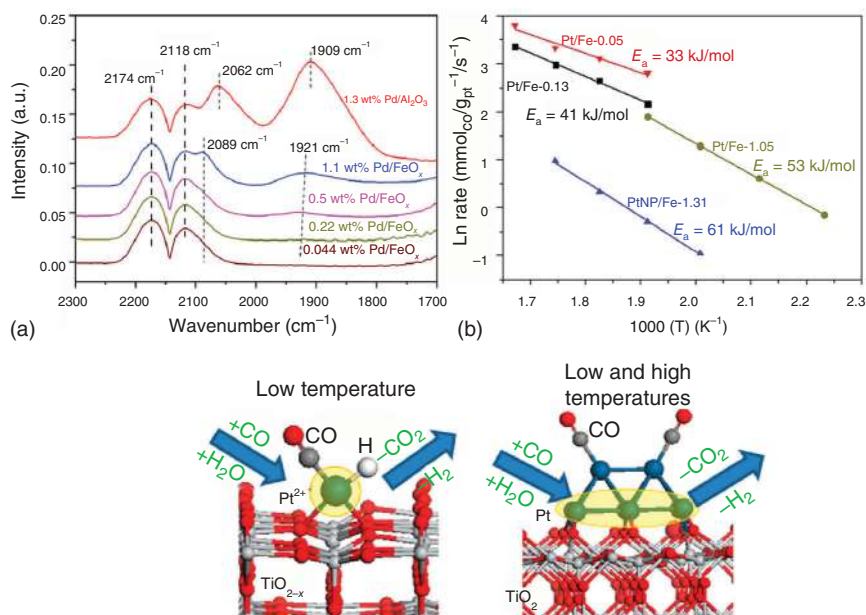 0.25
0.20
0.15
0.10
0.05
0.00
Intensity (a.u.)
2174 cm⁻¹
2118 cm⁻¹
2062 cm⁻¹
1909 cm⁻¹
1.3 wt% Pd/Al₂O₃
2089 cm⁻¹
1921 cm⁻¹
1.1 wt% Pd/FeOₓ
0.5 wt% Pd/FeOₓ
0.22 wt% Pd/FeOₓ
0.044 wt% Pd/FeOₓ
2300 2200 2100 2000 1900 1800 1700
Wavenumber (cm⁻¹)
(a)
4
3
2
1
0
−1
Ln rate (mmol_co/g_pt⁻¹/s⁻¹)
Pt/Fe-0.05
Eₐ = 33 kJ/mol
Pt/Fe-0.13
Eₐ = 41 kJ/mol
Pt/Fe-1.05
Eₐ = 53 kJ/mol
PtNP/Fe-1.31
Eₐ = 61 kJ/mol
1.7 1.8 1.9 2.0 2.1 2.2 2.3
1000 (T) (K⁻¹)
(b)
Low temperature
+CO
+H₂O
CO
H
−CO₂
−H₂
Pt²⁺
TiO₂₋ₓ
Low and high
temperatures
+CO
+H₂O
CO
−CO₂
−H₂
Pt
TiO₂